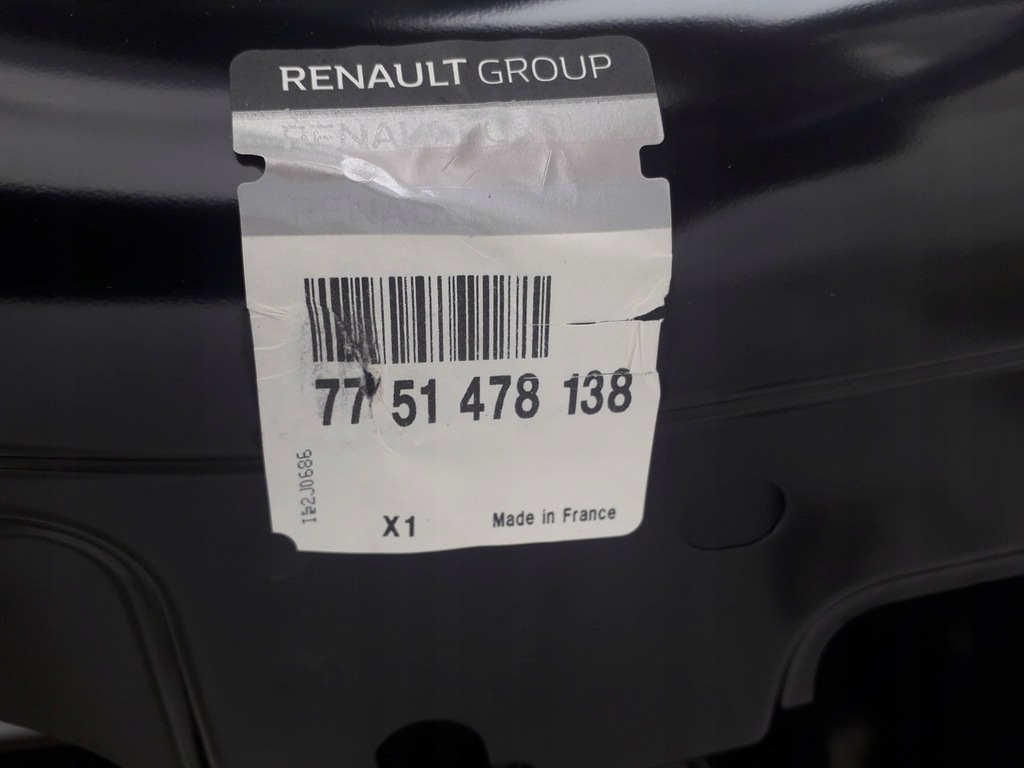 RENAULT GROUP
77 51 478 138
X1
Made in France